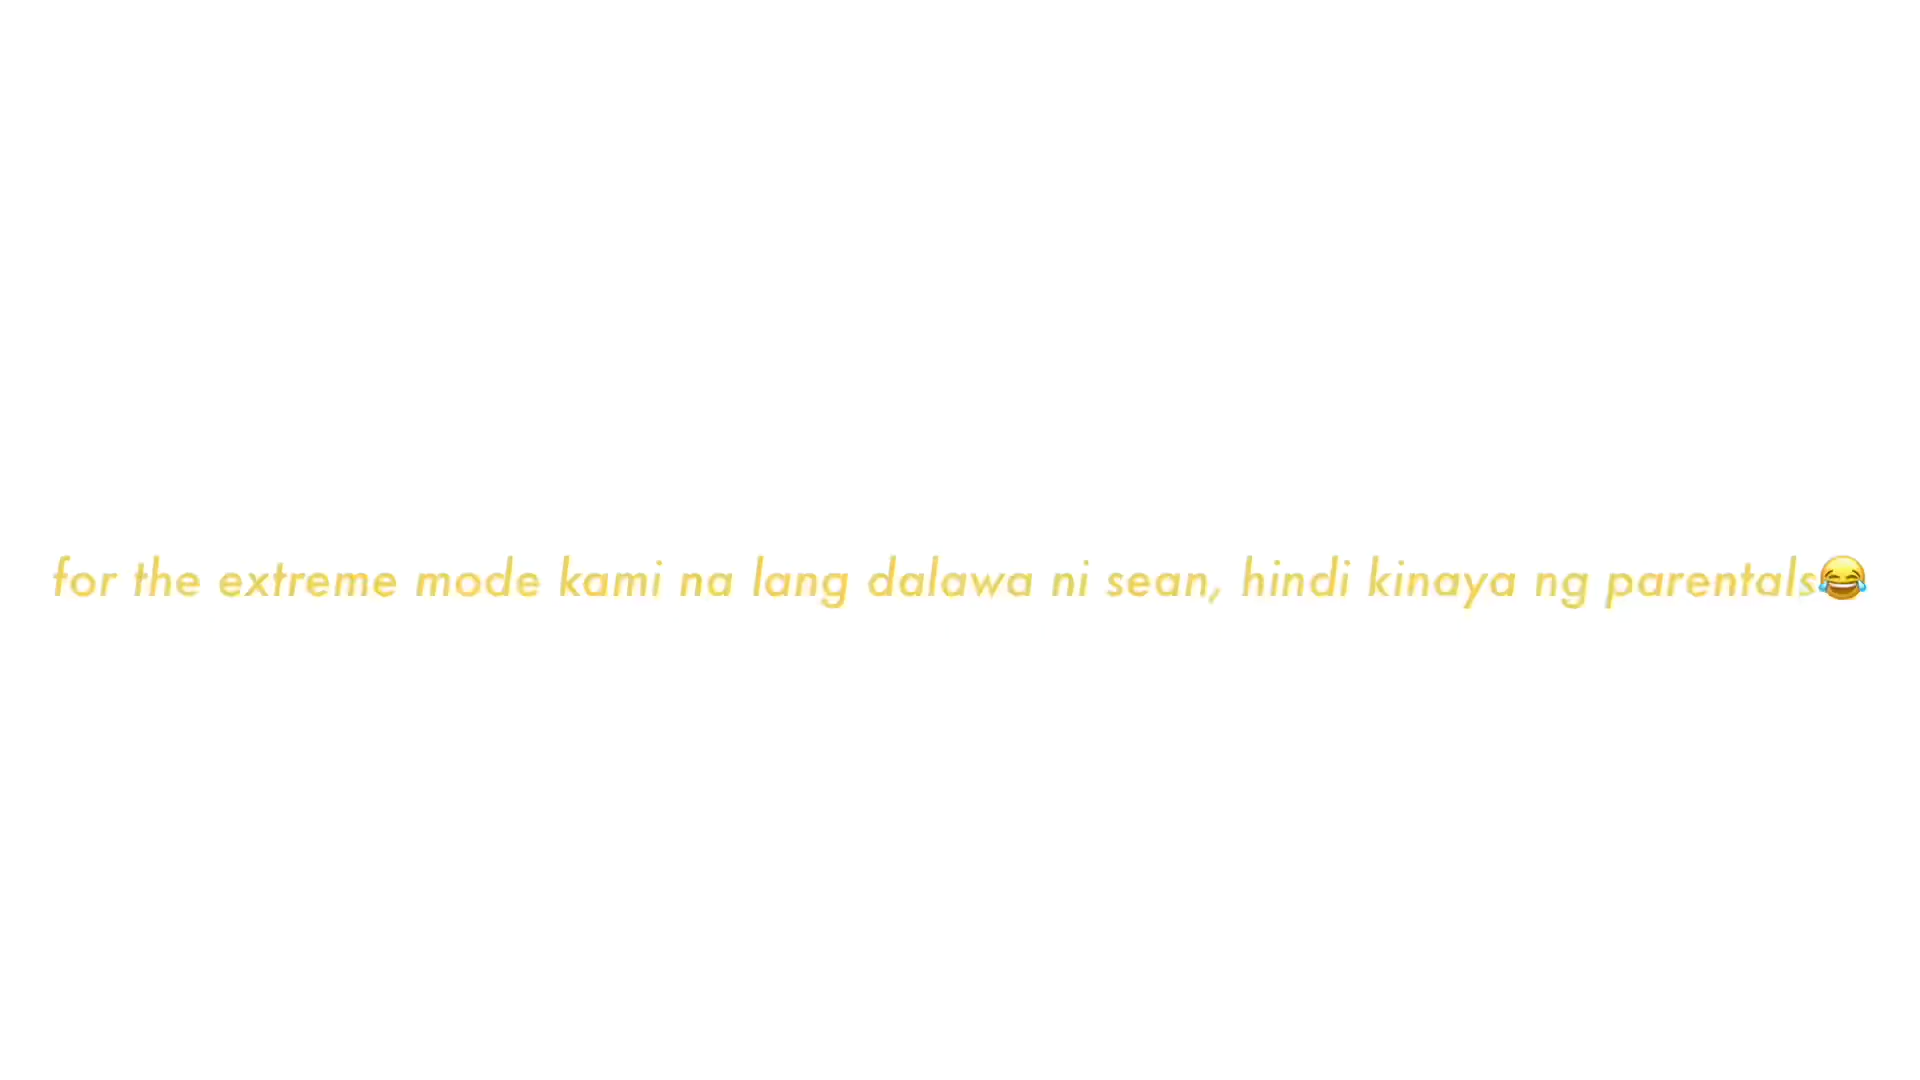 for the extreme mode kami na lang dalawa ni sean, hindi kinaya ng parentals😂